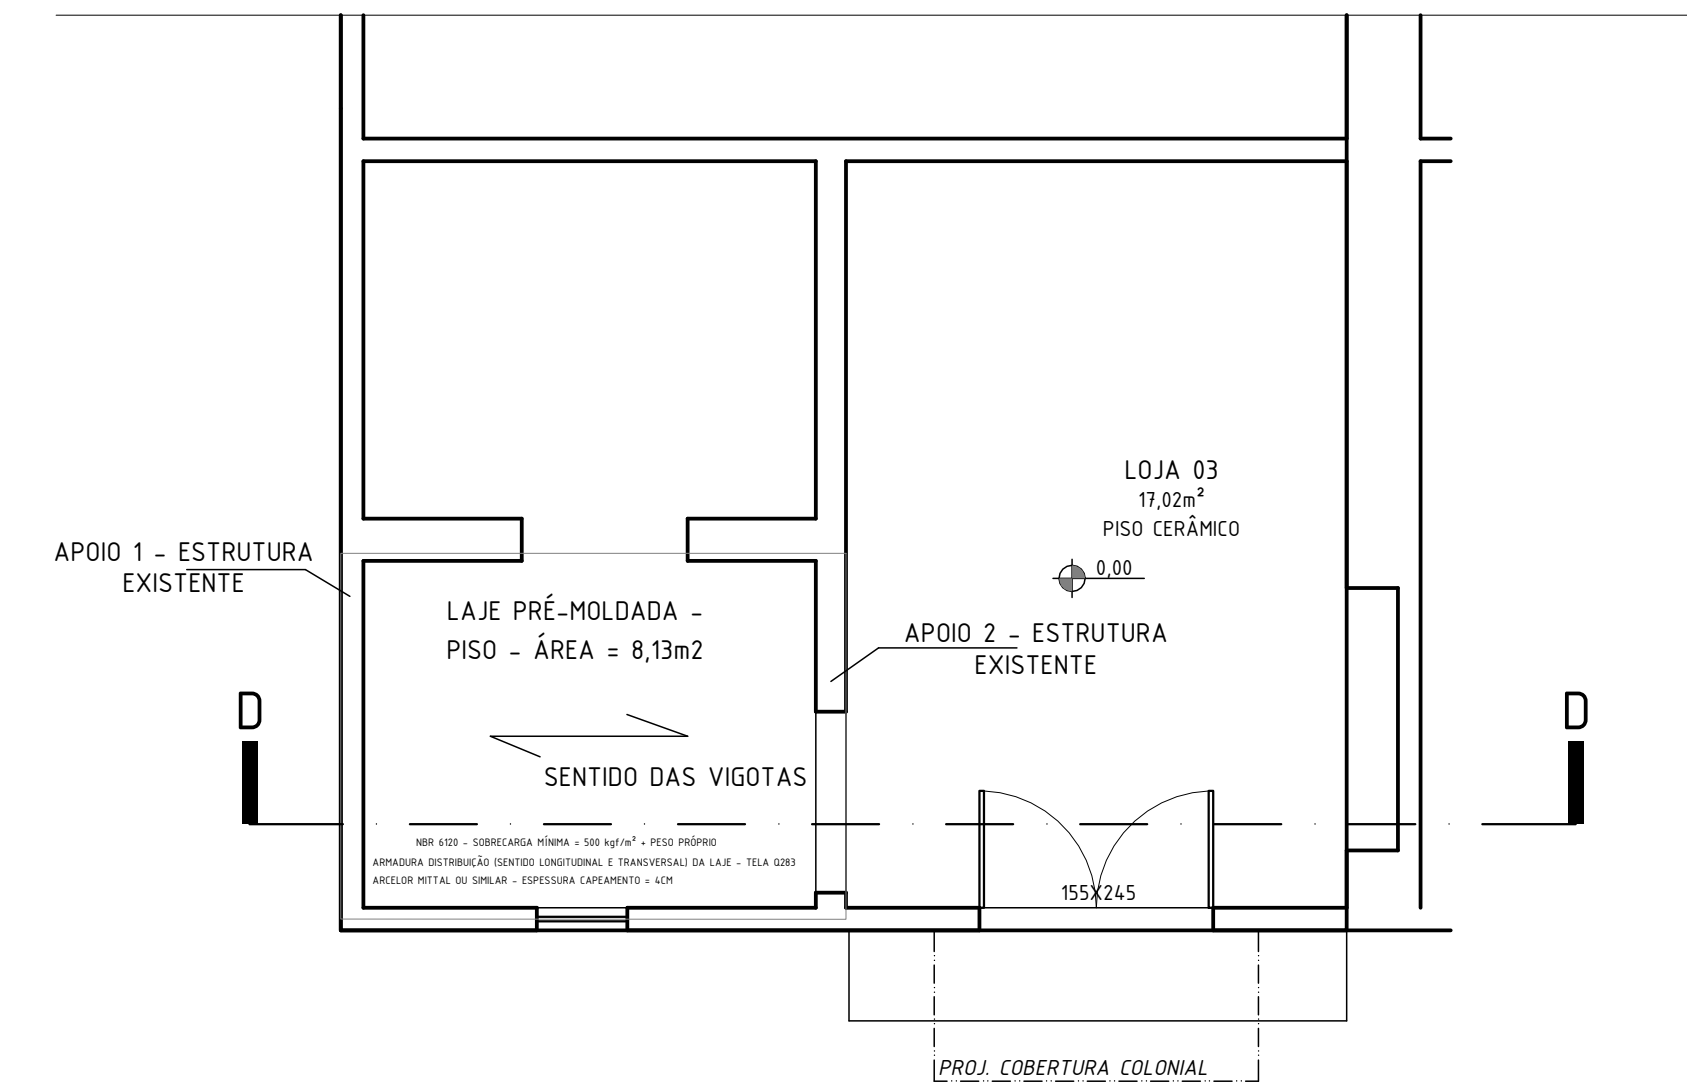 LOJA 03
17,02m²
PISO CERÂMICO
0,00
APOIO 1 - ESTRUTURA
EXISTENTE
LAJE PRÉ-MOLDADA -
PISO - ÁREA = 8,13m2
APOIO 2 - ESTRUTURA
EXISTENTE
D
D
SENTIDO DAS VIGOTAS
NBR 6120 - SOBRECARGA MÍNIMA = 500 kgf/m² + PESO PRÓPRIO
ARMADURA DISTRIBUIÇÃO (SENTIDO LONGITUDINAL E TRANSVERSAL) DA LAJE - TELA Q283
ARCELOR MITTAL OU SIMILAR - ESPESSURA CAPEAMENTO = 4CM
155X245
PROJ. COBERTURA COLONIAL